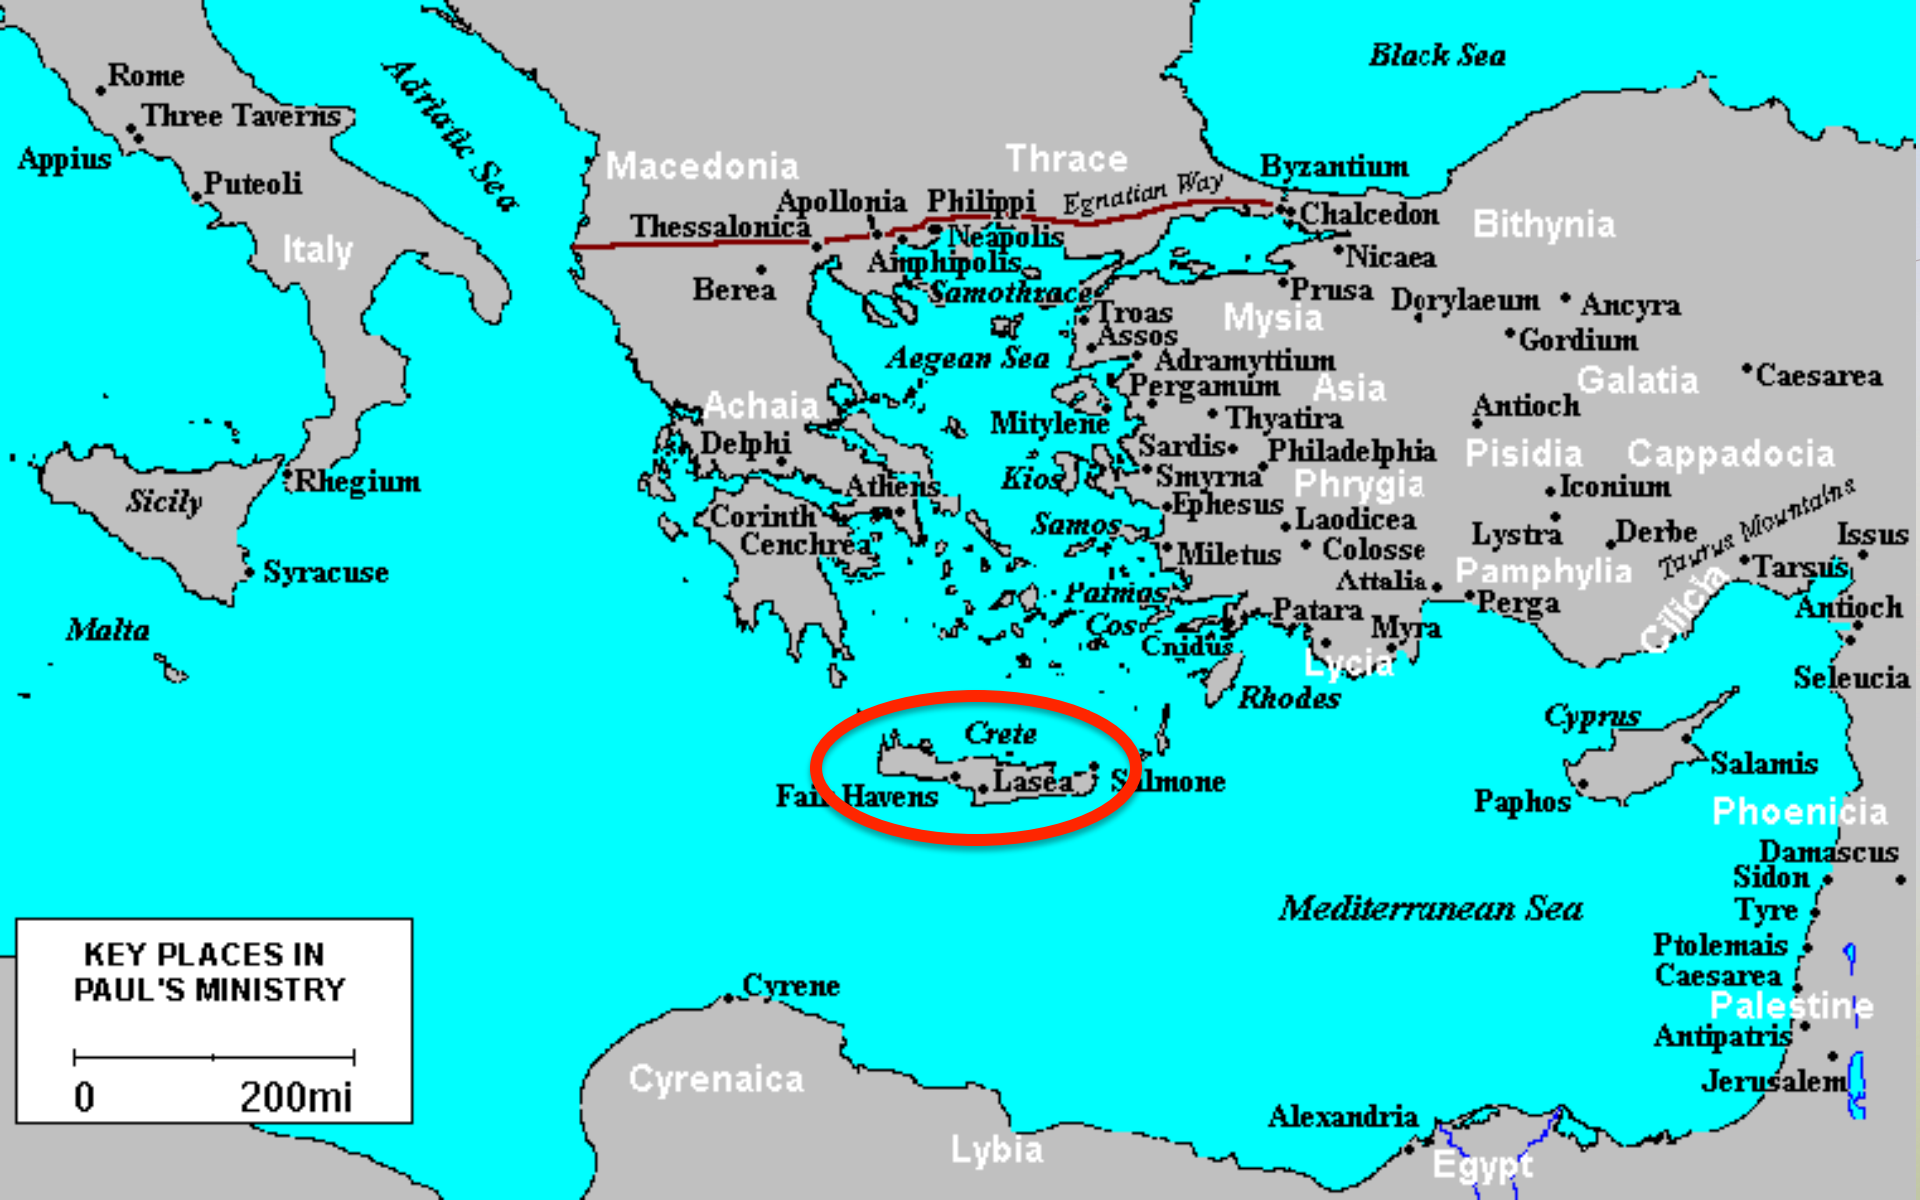 Black Sea
Rome
Adriatic Sea
Three Taverns
Appius
Macedonia
Thrace
Byzantium
Puteoli
Apollonia
Philippi
Egnatian Way
Chalcedon
Bithynia
Thessalonica
Neapolis
Italy
Nicaea
Amphipolis
Berea
Samothrace
Prusa
Dorylaeum
Ancyra
Troas
Mysia
Assos
Gordium
Aegean Sea
Adramyttium
Caesarea
Pergamum
Asia
Galatia
Achaia
Antioch
Mitylene
Thyatira
Delphi
Sardis
Philadelphia
Pisidia
Cappadocia
Rhegium
Kios
Smyrna
Phrygia
Athens
Iconium
Sicily
Ephesus
Corinth
Samos
Laodicea
Taurus Mountains
Lystra
Derbe
Issus
Cenchrea
Miletus
Colosse
Syracuse
Attalia
Pamphylia
Tarsus
Patmas
Cilicia
Perga
Antioch
Malta
Cos
Patara
Myra
Cnidus
Lycia
Seleucia
Rhodes
Cyprus
Crete
Salamis
Lasea
Salmone
Fair Havens
Paphos
Phoenicia
Damascus
Sidon
Mediterranean Sea
Tyre
Ptolemais
KEY PLACES IN
PAUL'S MINISTRY
0 200mi
Cyrene
Caesarea
Palestine
Antipatris
Cyrenaica
Jerusalem
Alexandria
Lybia
Egypt